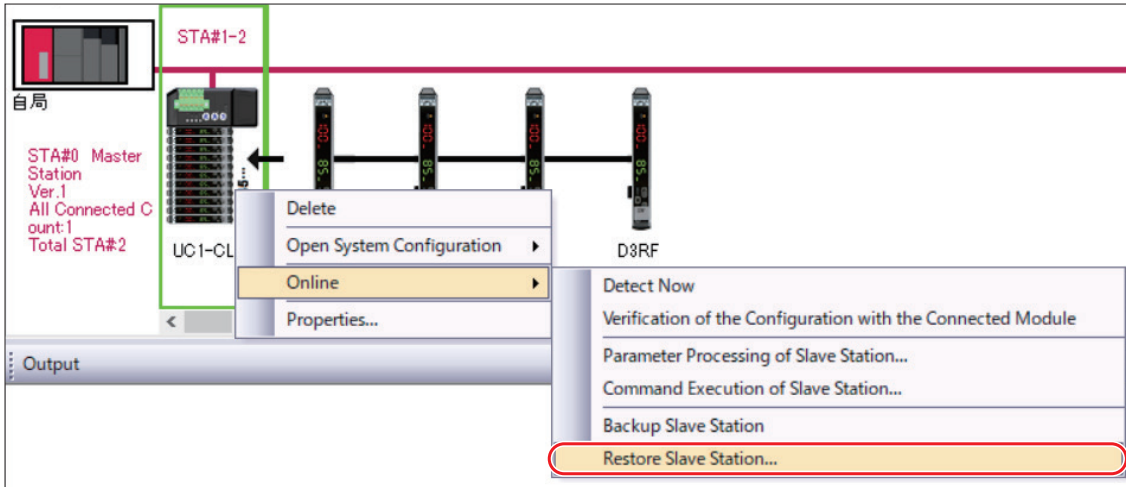 STA#1-2
自局
STA#0 Master
Station
Ver.1
All Connected C
ount:1
Total STA#2
UC1-CL
D3RF
Delete
Open System Configuration
Online
Properties...
Detect Now
Verification of the Configuration with the Connected Module
Parameter Processing of Slave Station...
Command Execution of Slave Station...
Backup Slave Station
Restore Slave Station...
Output